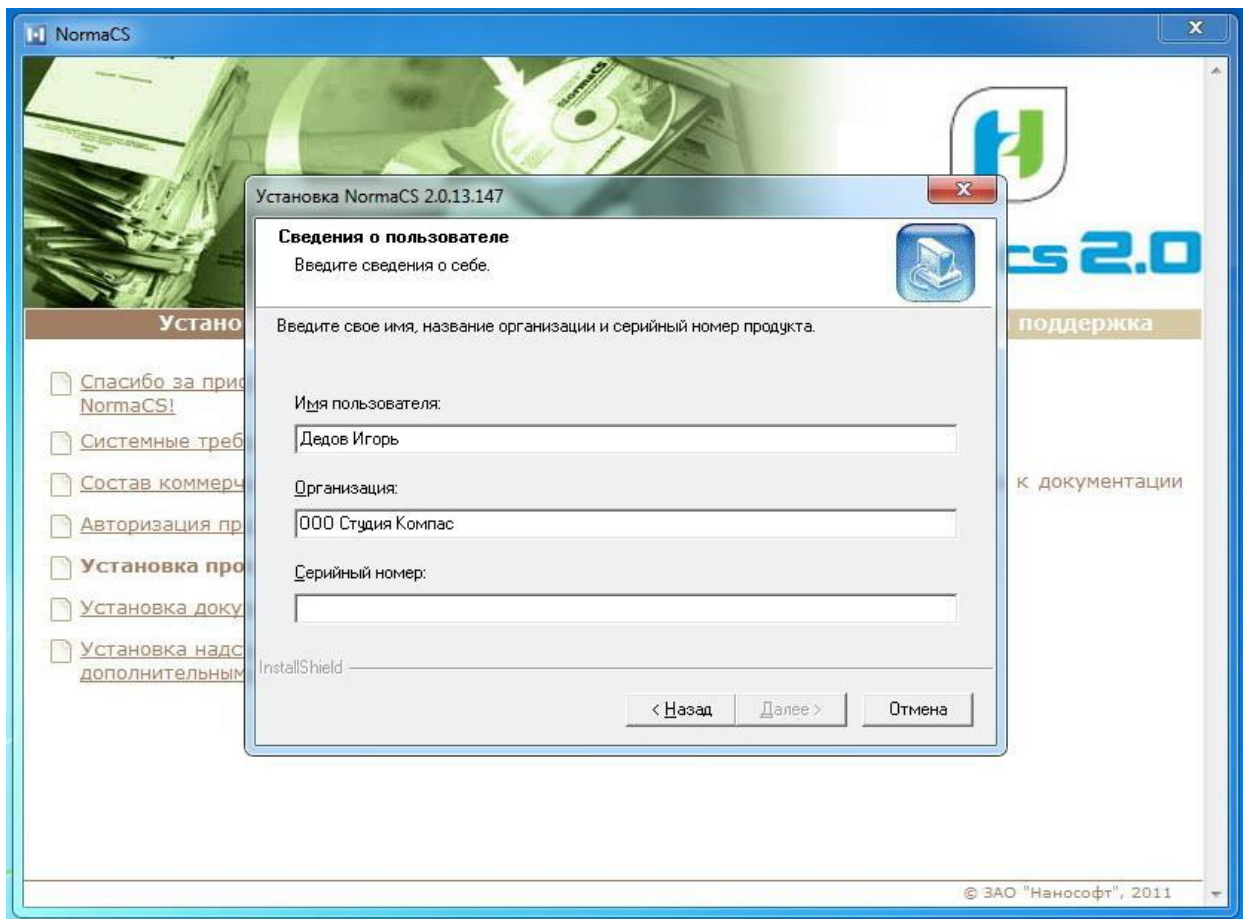 NormaCS
NormaCS
Установка NormaCS 2.0.13.147
Сведения о пользователе
Введите сведения о себе.
cs 2.0
Устано
поддержка
Введите свое имя, название организации и серийный номер продукта.
Спасибо за прио
NormaCS!
Имя пользователя:
Дедов Игорь
Системные треб
Состав коммерч
Организация:
к документации
ООО Студия Компас
Авторизация пр
Установка про
Серийный номер:
Установка доку
Установка надс
дополнительным
InstallShield
< Назад
Далее >
Отмена
© ЗАО "Нанософт", 2011